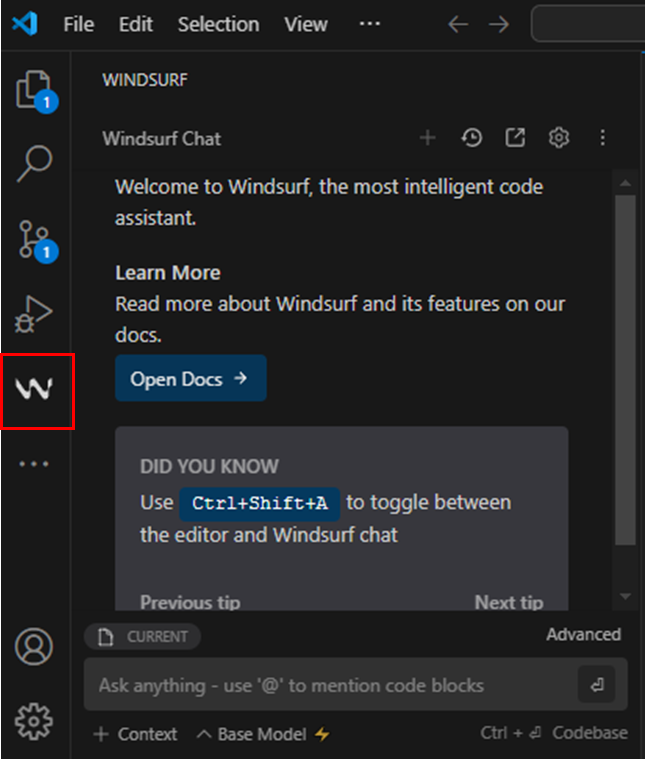 File Edit Selection View ...
WINDSURF
1
Windsurf Chat
Welcome to Windsurf, the most intelligent code
assistant.
1
Learn More
Read more about Windsurf and its features on our
docs.
Open Docs →
DID YOU KNOW
Use Ctrl+Shift+A to toggle between
the editor and Windsurf chat
Previous tip Next tip
CURRENT Advanced
Ask anything - use '@' to mention code blocks
+ Context Base Model⚡ Ctrl + ⏎ Codebase